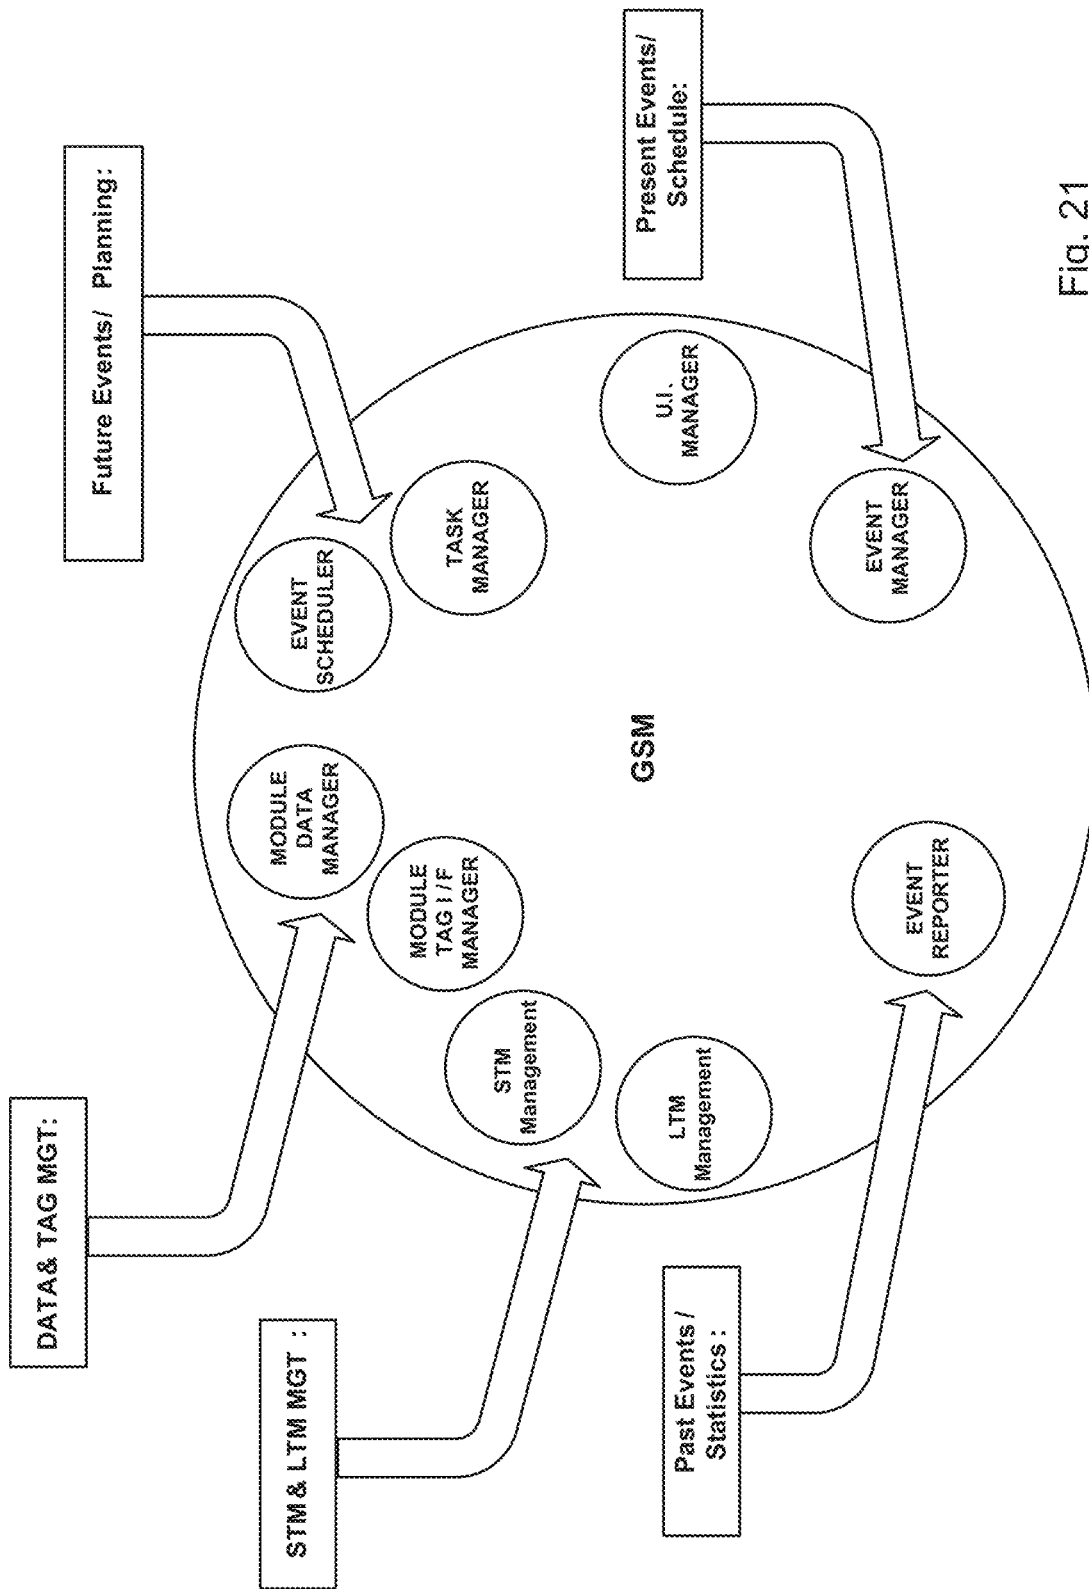 DATA& TAG MGT:
Future Events/ Planning:
STM& LTM MGT :
MODULE
DATA
MANAGER
EVENT
SCHEDULER
MODULE
TAG I/F
MANAGER
TASK
MANAGER
STM
Management
LTM
Management
GSM
U.I.
MANAGER
Past Events /
Statistics :
Present Events/
Schedule:
EVENT
REPORTER
EVENT
MANAGER
Fig. 21